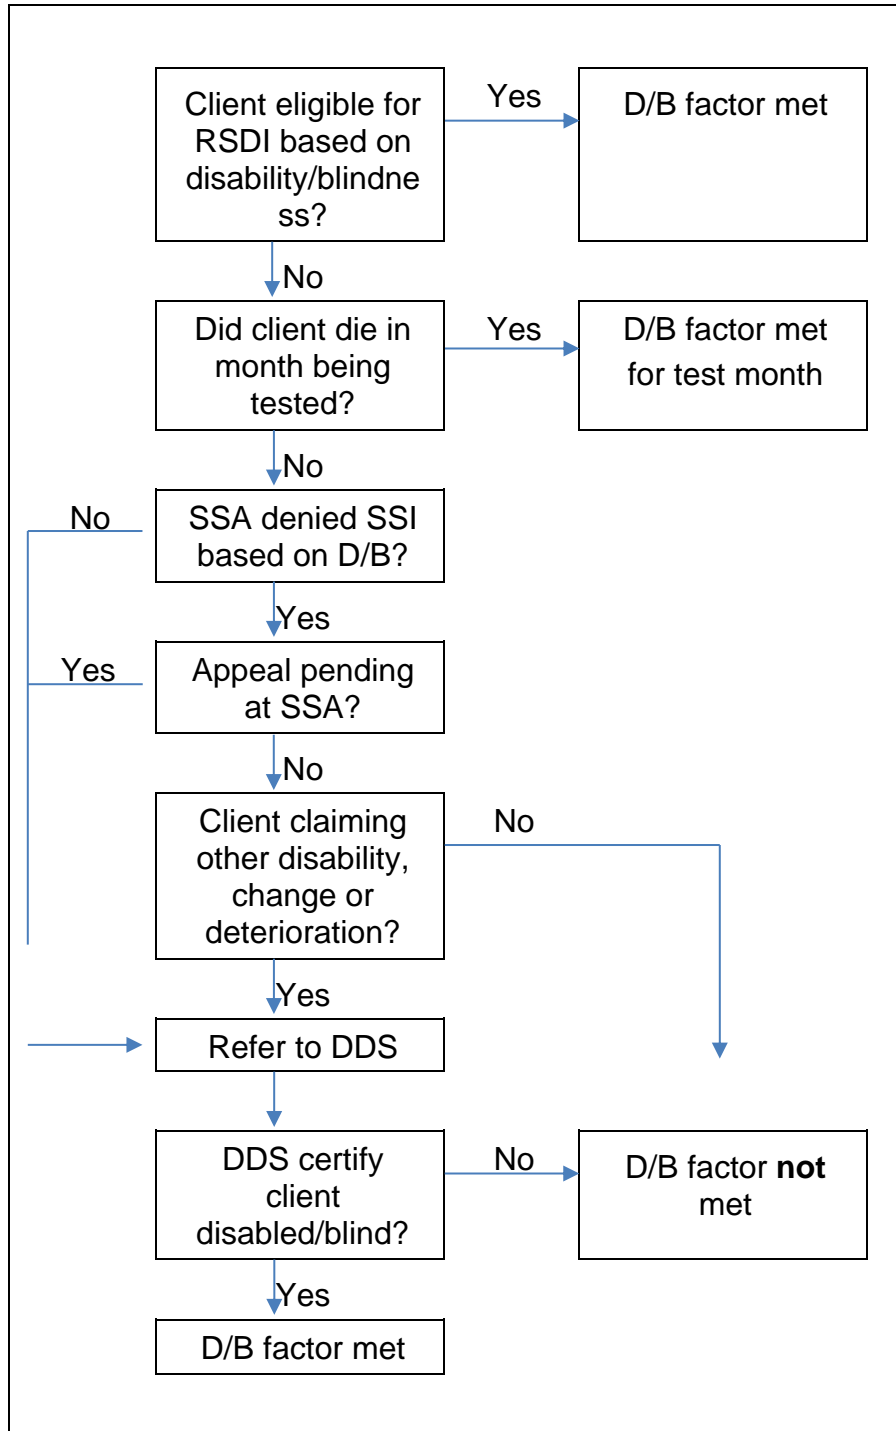 Client eligible for
RSDI based on
disability/blindne
ss?
Yes
D/B factor met
No
Did client die in
month being
tested?
Yes
D/B factor met
for test month
No
No
SSA denied SSI
based on D/B?
Yes
Yes
Appeal pending
at SSA?
No
Client claiming
other disability,
change or
deterioration?
No
Yes
Refer to DDS
DDS certify
client
disabled/blind?
No
D/B factor not
met
Yes
D/B factor met